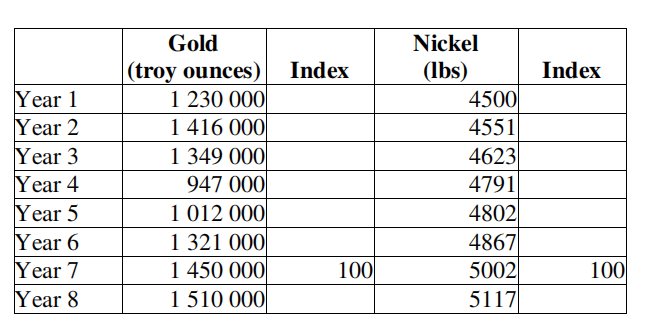 Gold Nickel
(troy ounces) Index (lbs) Index
Year 1 1 230 000 4500
Year 2 1 416 000 4551
Year 3 1 349 000 4623
Year 4 947 000 4791
Year 5 1 012 000 4802
Year 6 1 321 000 4867
Year 7 1 450 000 100 5002 100
Year 8 1 510 000 5117